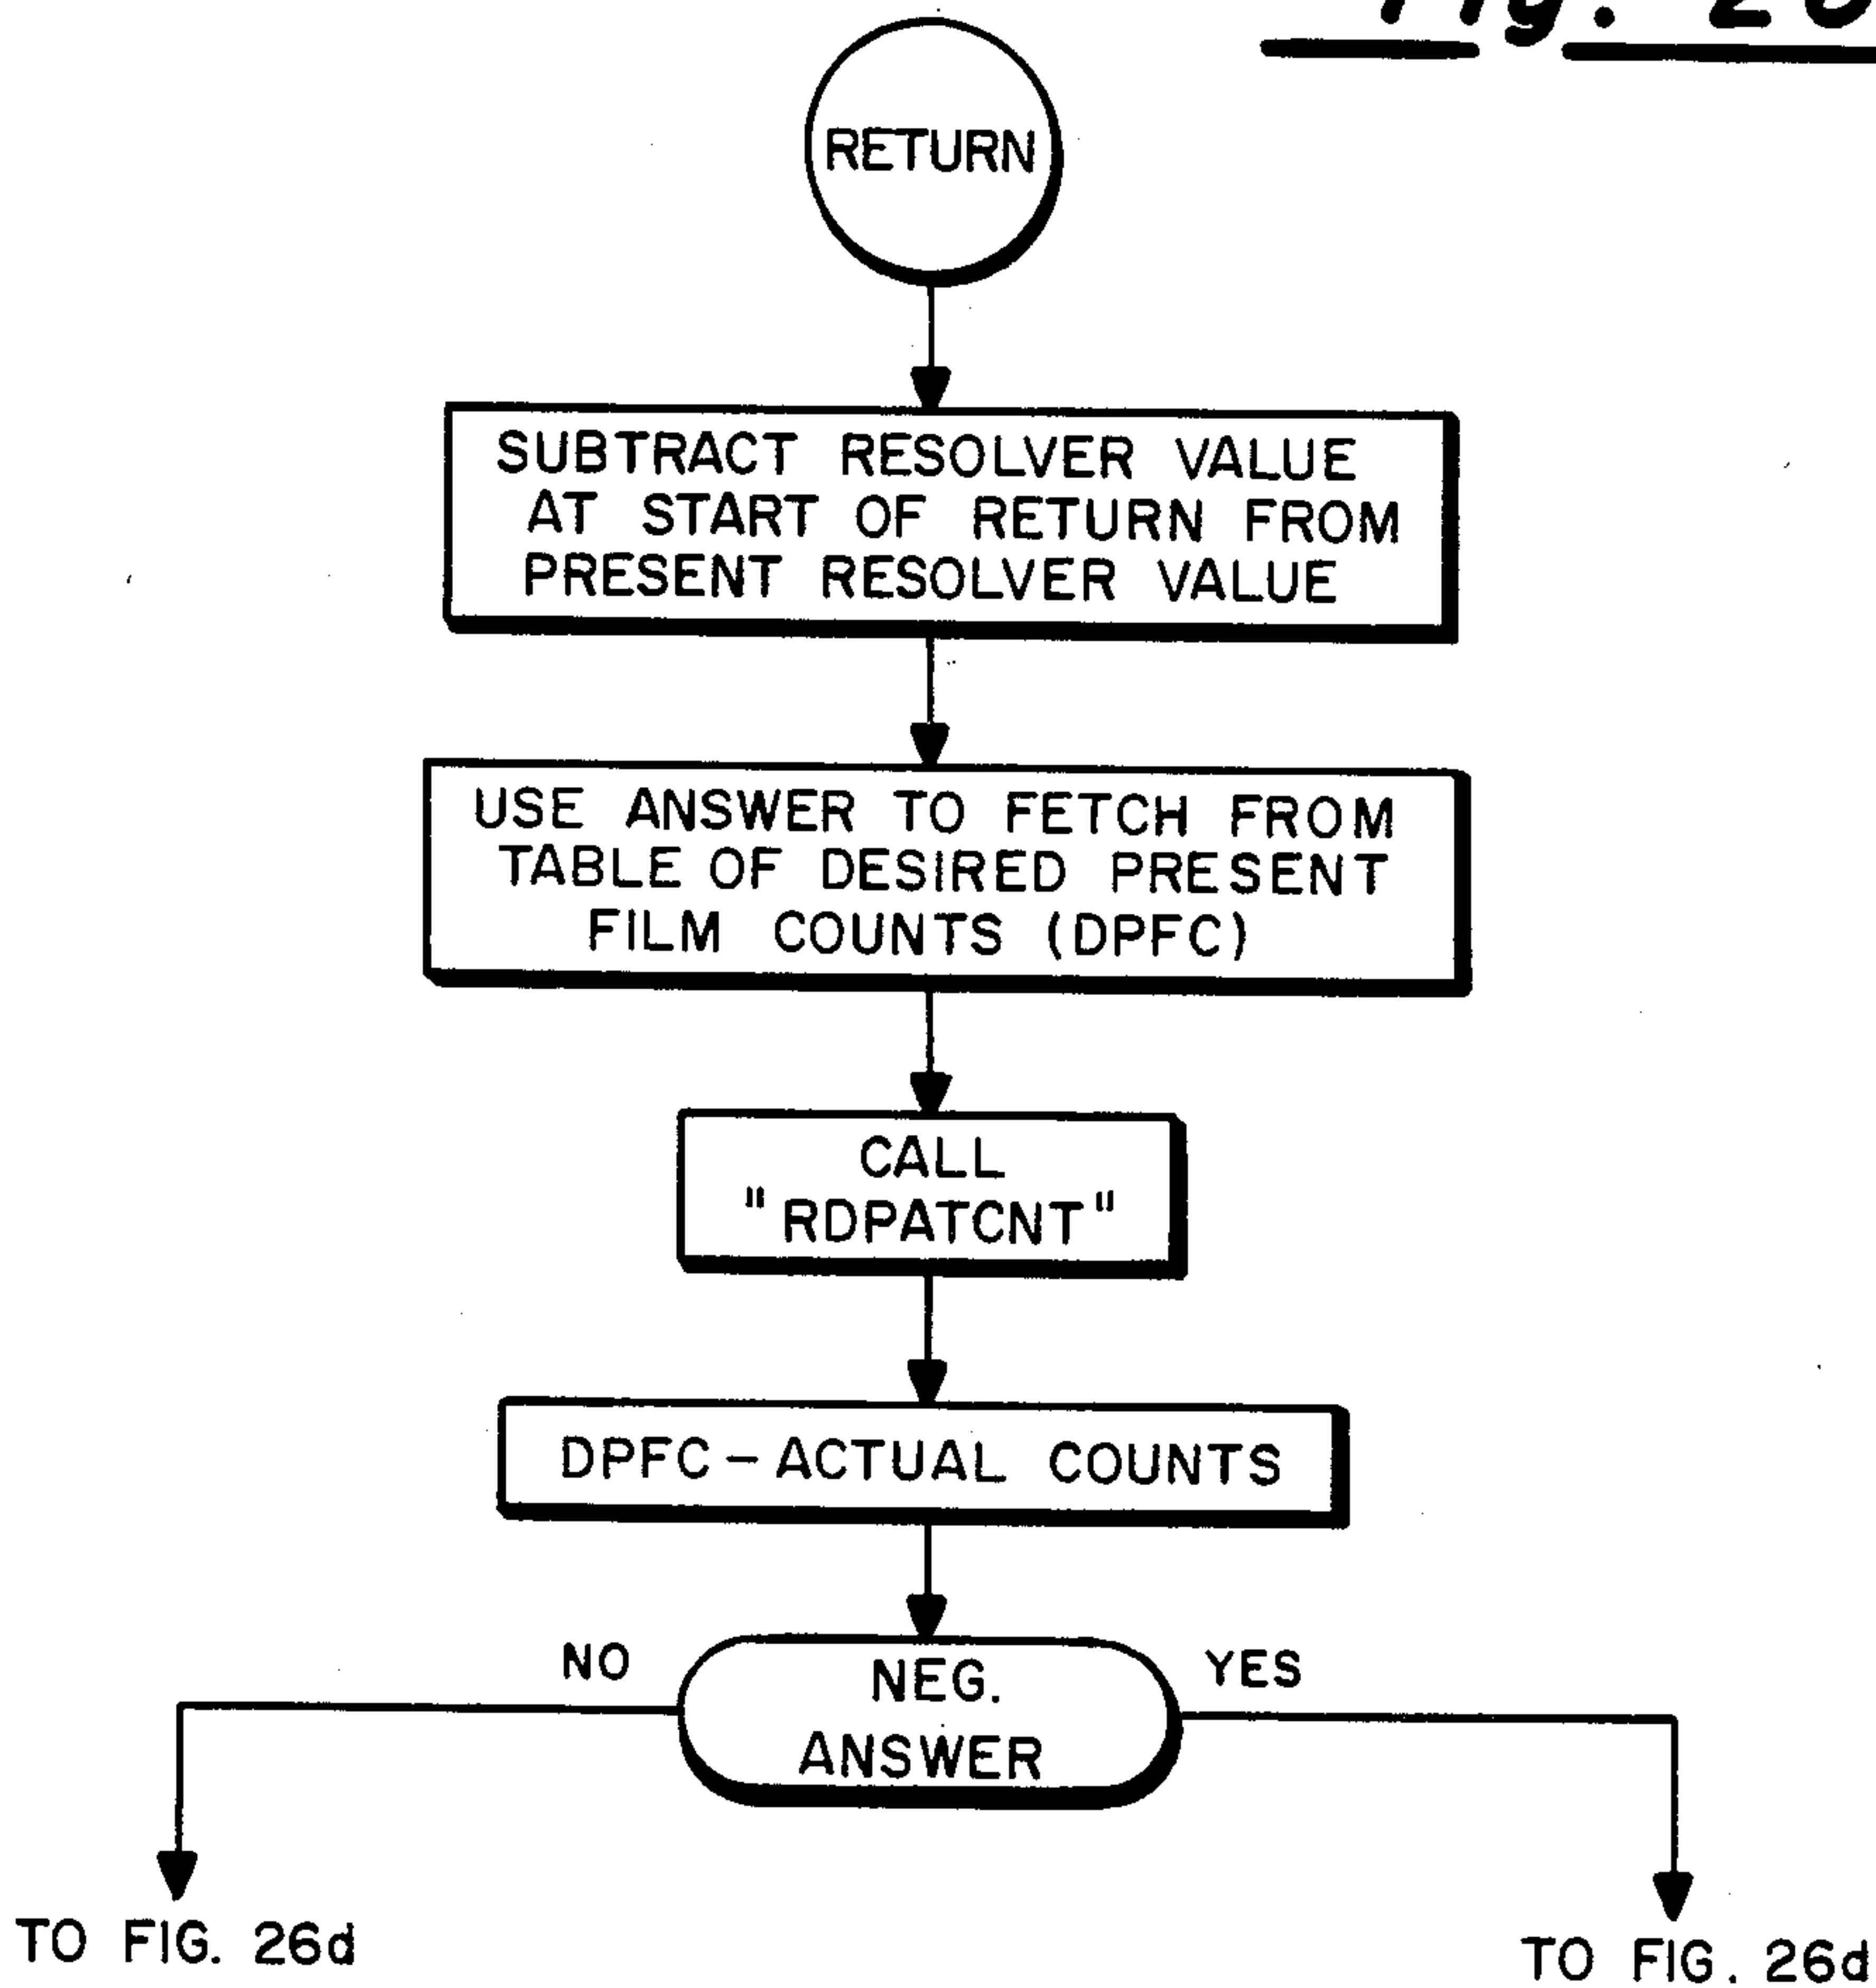 Fig. 26
RETURN
SUBTRACT RESOLVER VALUE
AT START OF RETURN FROM
PRESENT RESOLVER VALUE
USE ANSWER TO FETCH FROM
TABLE OF DESIRED PRESENT
FILM COUNTS (DPFC)
CALL
"RDPATCNT"
DPFC-ACTUAL COUNTS
NO
YES
NEG.
ANSWER
TO FIG. 26d
TO FIG. 26d